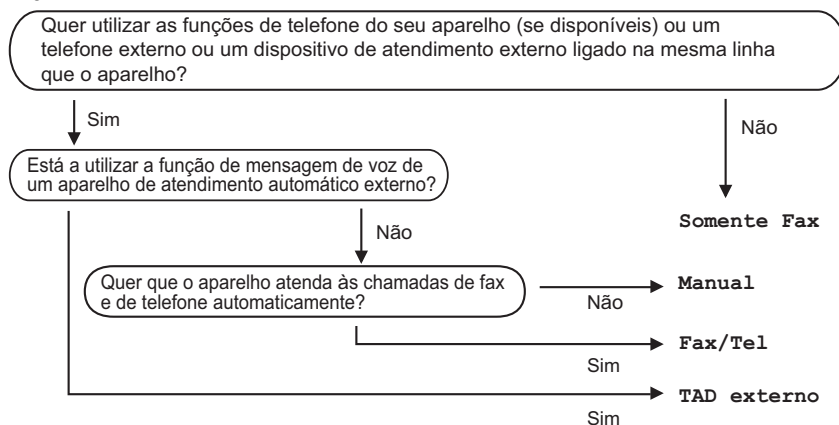 Quer utilizar as funções de telefone do seu aparelho (se disponíveis) ou um
telefone externo ou um dispositivo de atendimento externo ligado na mesma linha
que o aparelho?
Sim
Não
Está a utilizar a função de mensagem de voz de
um aparelho de atendimento automático externo?
Somente Fax
Não
Quer que o aparelho atenda às chamadas de fax
e de telefone automaticamente?
Não
Manual
Sim
Fax/Tel
Sim
TAD externo